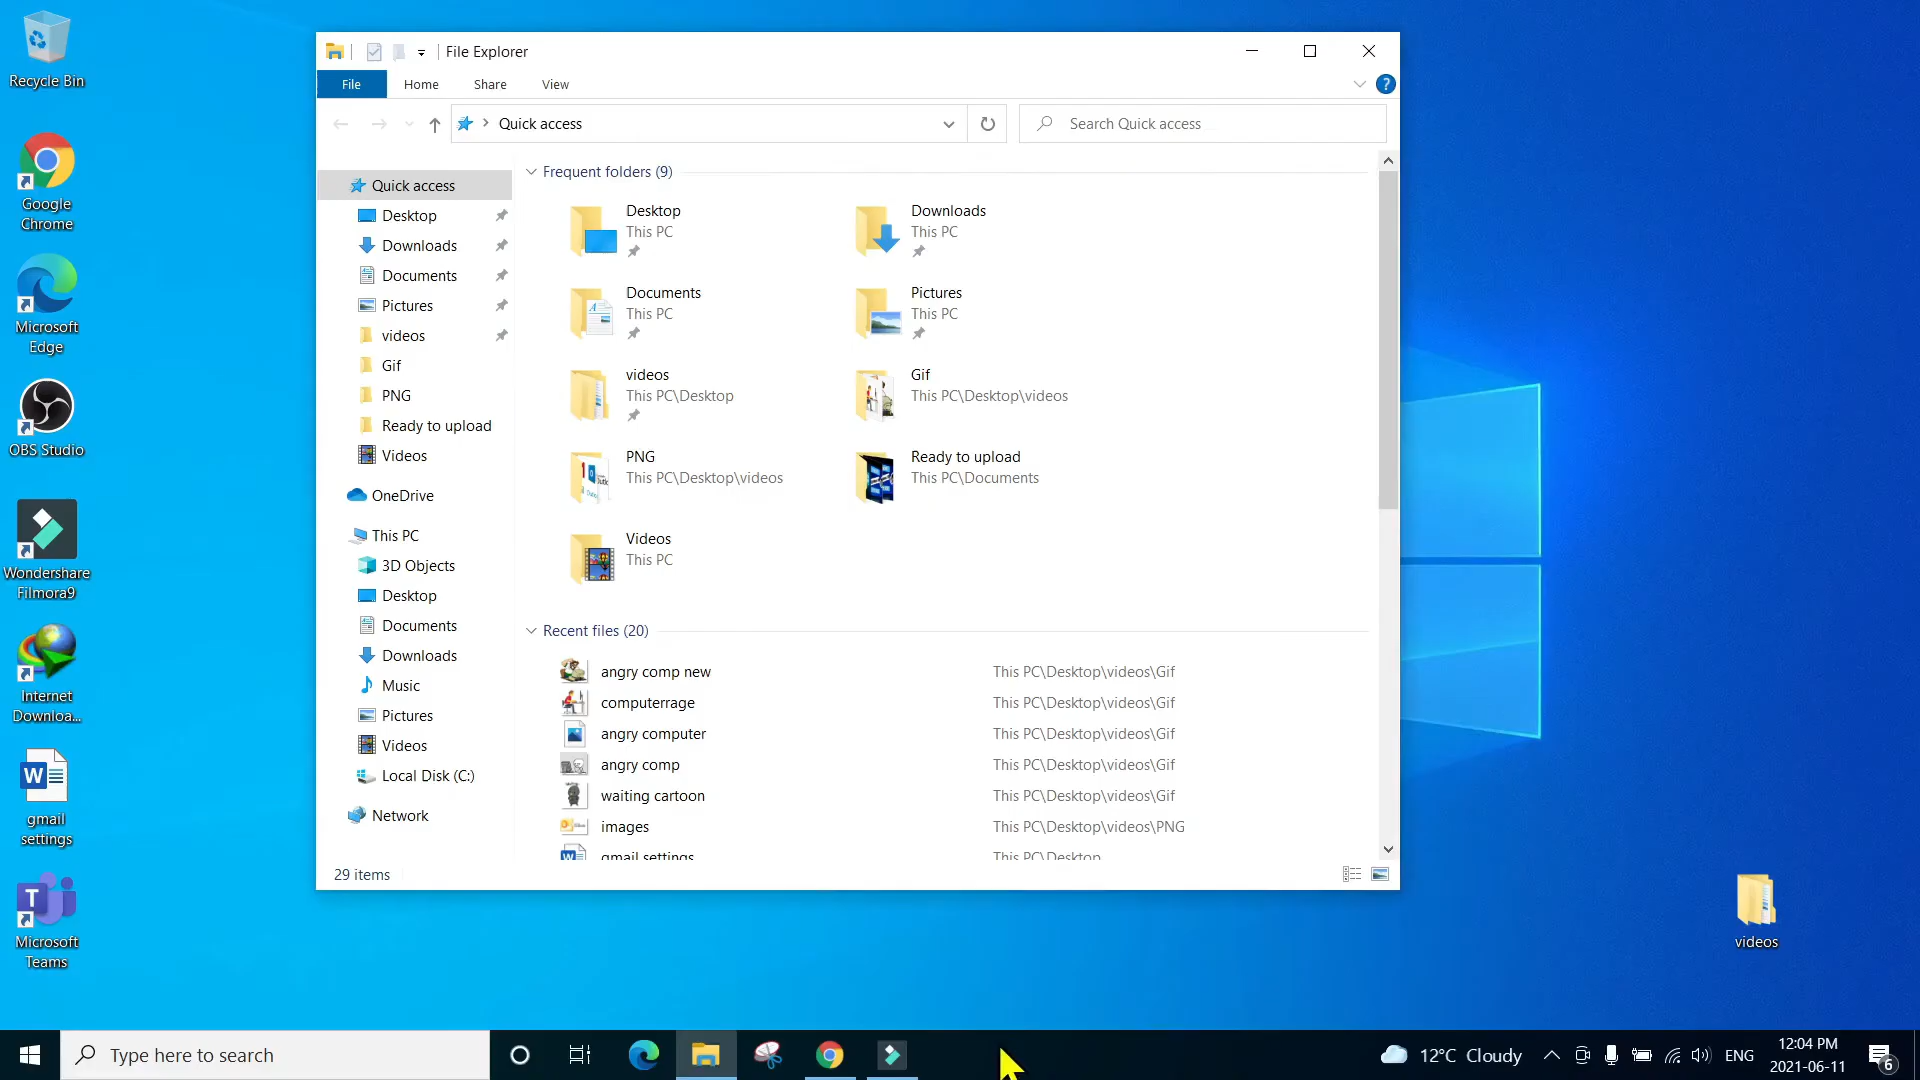 Recycle Bin
Google
Chrome
Microsoft
Edge
OBS Studio
Wondershare
Filmora9
Internet
Downloa...
gmail
settings
Microsoft
Teams
File Explorer
File Home Share View
Quick access
Search Quick access
Quick access
Desktop
Downloads
Documents
Pictures
videos
Gif
PNG
Ready to upload
Videos
OneDrive
This PC
3D Objects
Desktop
Documents
Downloads
Music
Pictures
Videos
Local Disk (C:)
Network
Frequent folders (9)
Desktop
This PC
Downloads
This PC
Documents
This PC
Pictures
This PC
videos
This PC\Desktop
Gif
This PC\Desktop\videos
PNG
This PC\Desktop\videos
Ready to upload
This PC\Documents
Videos
This PC
Recent files (20)
angry comp new This PC\Desktop\videos\Gif
computerrage This PC\Desktop\videos\Gif
angry computer This PC\Desktop\videos\Gif
angry comp This PC\Desktop\videos\Gif
waiting cartoon This PC\Desktop\videos\Gif
images This PC\Desktop\videos\PNG
gmail settings This PC\Desktop
29 items
videos
Type here to search
12°C Cloudy
ENG
12:04 PM
2021-06-11
6